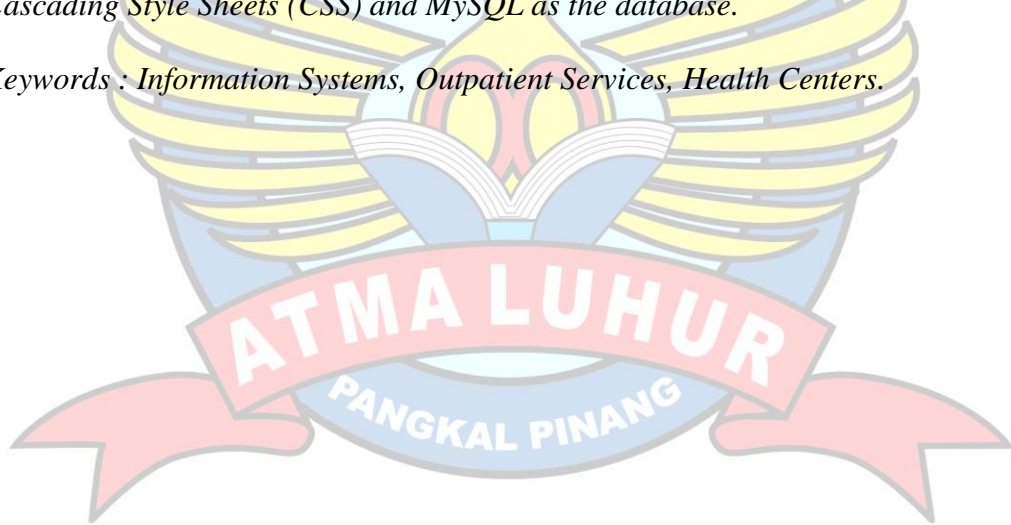 Cascading Style Sheets (CSS) and MySQL as the database.
Keywords : Information Systems, Outpatient Services, Health Centers.
ATMA LUHUR
PANGKAL PINANG